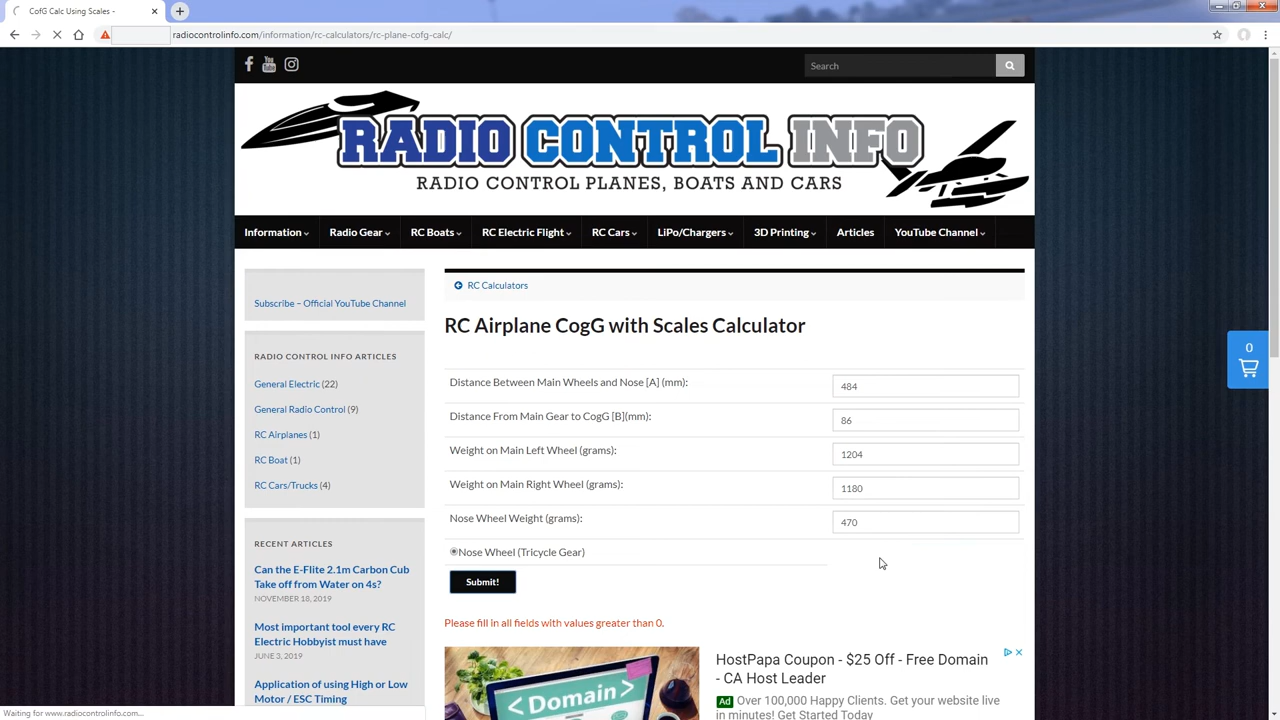 CofG Calc Using Scales -
radiocontrolinfo.com/information/rc-calculators/rc-plane-cofg-calc/
Search
RADIO CONTROL INFO
RADIO CONTROL PLANES, BOATS AND CARS
Information
Radio Gear
RC Boats
RC Electric Flight
RC Cars
LiPo/Chargers
3D Printing
Articles
YouTube Channel
Subscribe – Official YouTube Channel
RADIO CONTROL INFO ARTICLES
General Electric (22)
General Radio Control (9)
RC Airplanes (1)
RC Boat (1)
RC Cars/Trucks (4)
RECENT ARTICLES
Can the E-Flite 2.1m Carbon Cub
Take off from Water on 4s?
NOVEMBER 18, 2019
Most important tool every RC
Electric Hobbyist must have
JUNE 3, 2019
Application of using High or Low
Motor / ESC Timing
RC Calculators
RC Airplane CogG with Scales Calculator
Distance Between Main Wheels and Nose [A] (mm): 484
Distance From Main Gear to CogG [B](mm): 86
Weight on Main Left Wheel (grams): 1204
Weight on Main Right Wheel (grams): 1180
Nose Wheel Weight (grams): 470
Nose Wheel (Tricycle Gear)
Submit!
Please fill in all fields with values greater than 0.
< Domain >
HostPapa Coupon - $25 Off - Free Domain
- CA Host Leader
Ad Over 100,000 Happy Clients. Get your website live
in minutes! Get Started Today
0
Waiting for www.radiocontrolinfo.com...